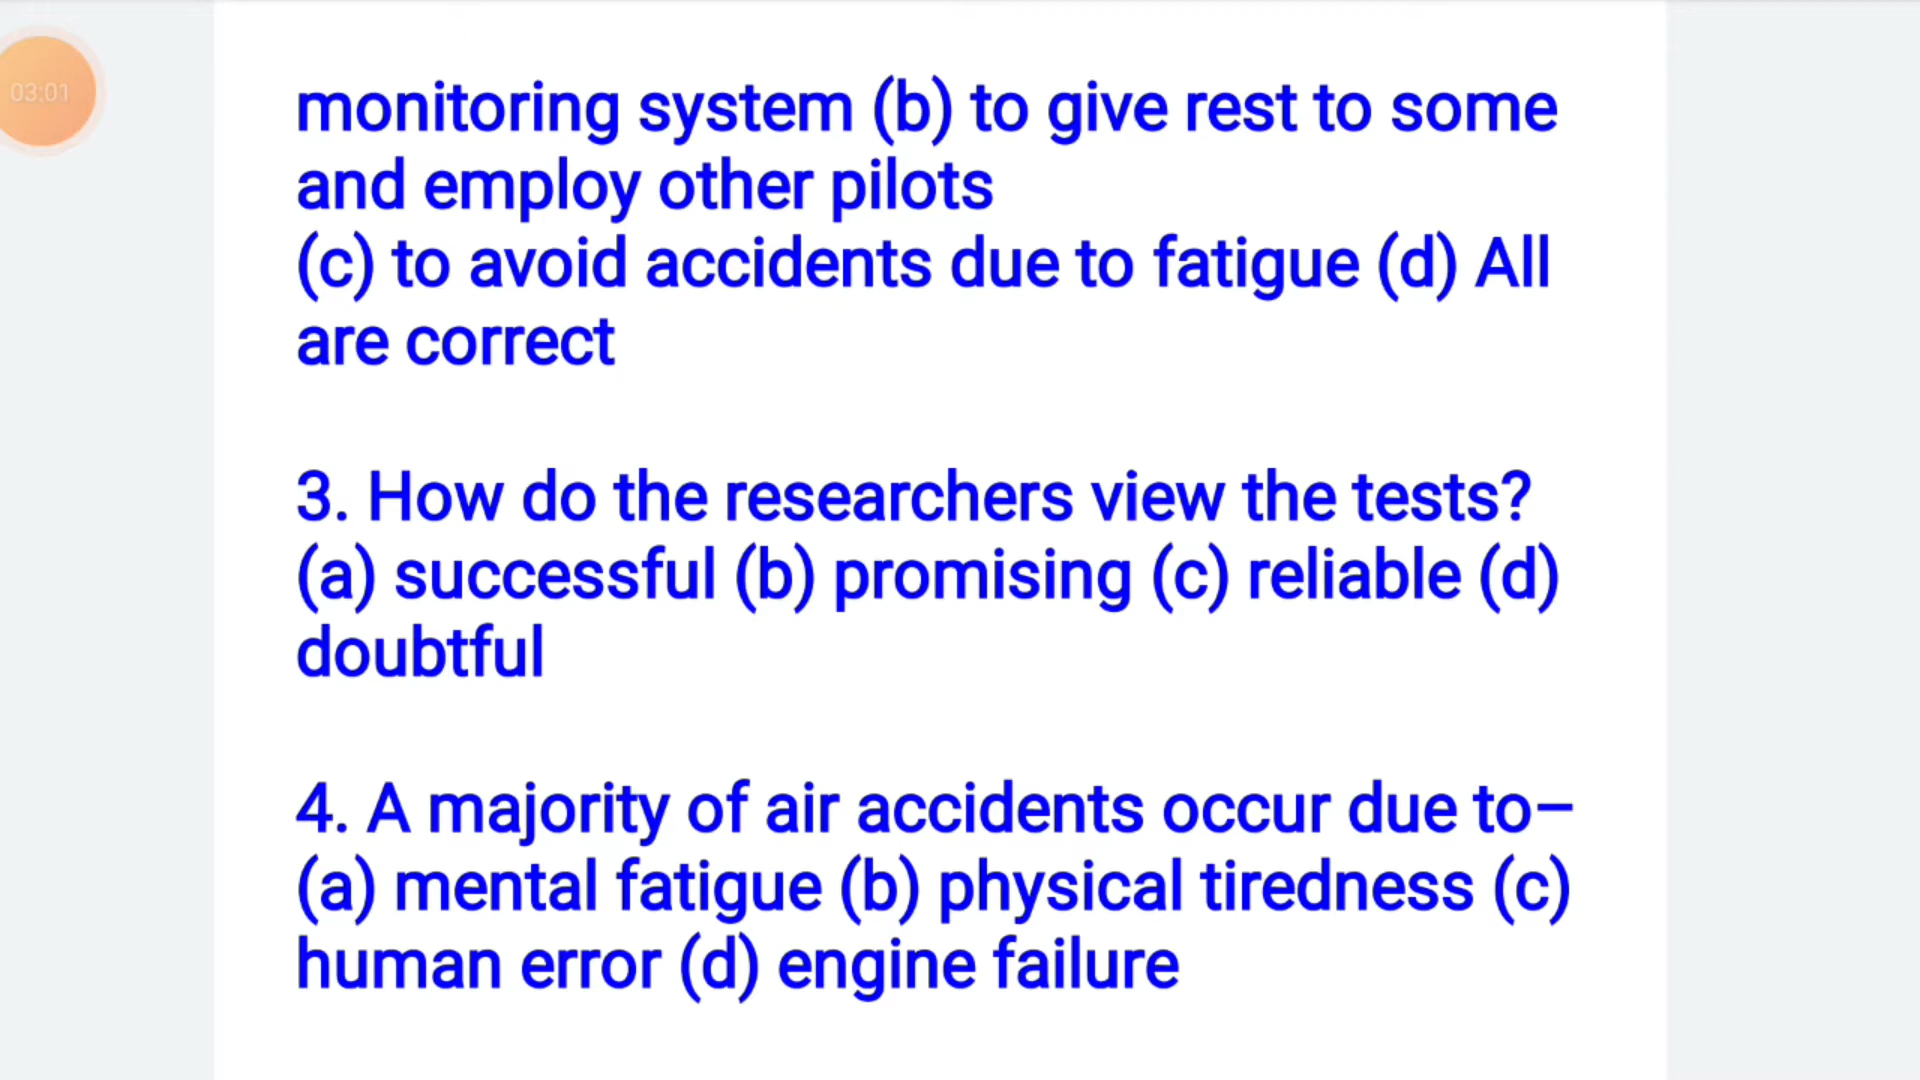 03:01
monitoring system (b) to give rest to some
and employ other pilots
(c) to avoid accidents due to fatigue (d) All
are correct
3. How do the researchers view the tests?
(a) successful (b) promising (c) reliable (d)
doubtful
4. A majority of air accidents occur due to–
(a) mental fatigue (b) physical tiredness (c)
human error (d) engine failure